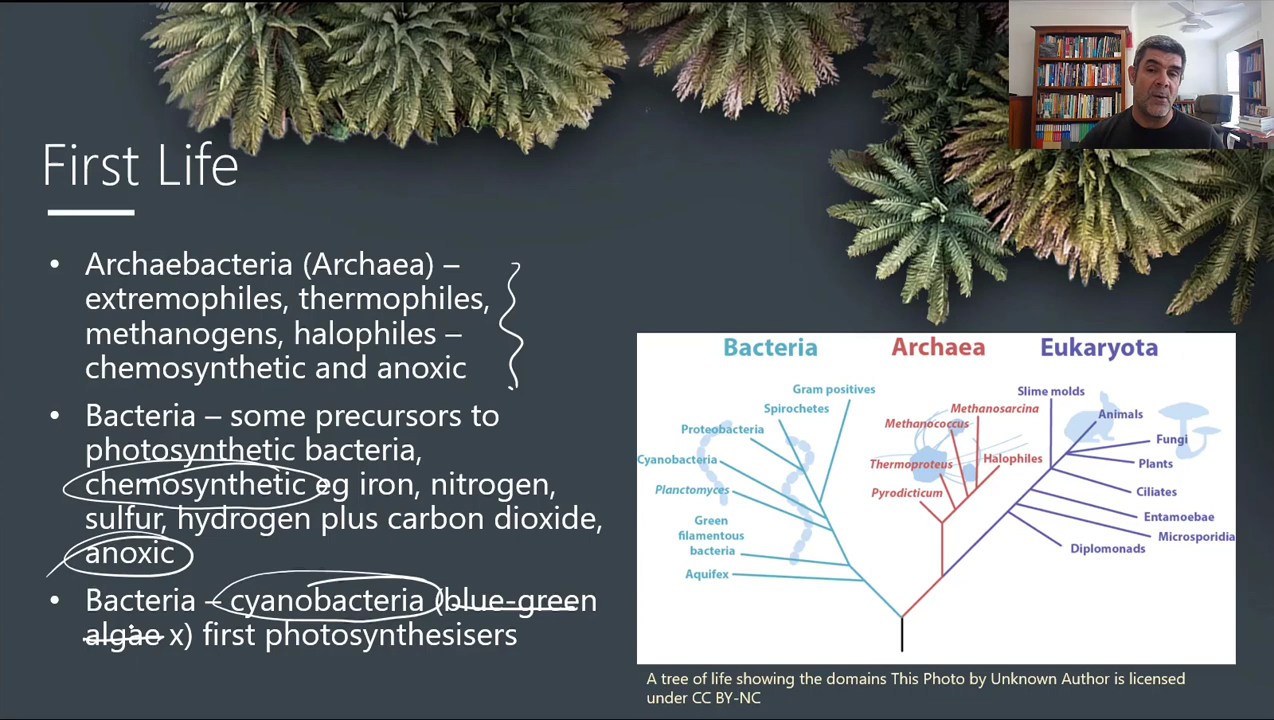 First Life
• Archaebacteria (Archaea) –
extremophiles, thermophiles,
methanogens, halophiles –
chemosynthetic and anoxic
• Bacteria – some precursors to
photosynthetic bacteria,
chemosynthetic eg iron, nitrogen,
sulfur, hydrogen plus carbon dioxide,
anoxic
• Bacteria – cyanobacteria (blue-green
algae x) first photosynthesisers
Bacteria Archaea Eukaryota
Gram positives
Spirochetes
Proteobacteria
Cyanobacteria
Planctomyces
Green
filamentous
bacteria
Aquifex
Methanosarcina
Methanococcus
Thermoproteus
Halophiles
Pyrodicticum
Slime molds
Animals
Fungi
Plants
Ciliates
Entamoebae
Microsporidia
Diplomonads
A tree of life showing the domains This Photo by Unknown Author is licensed
under CC BY-NC